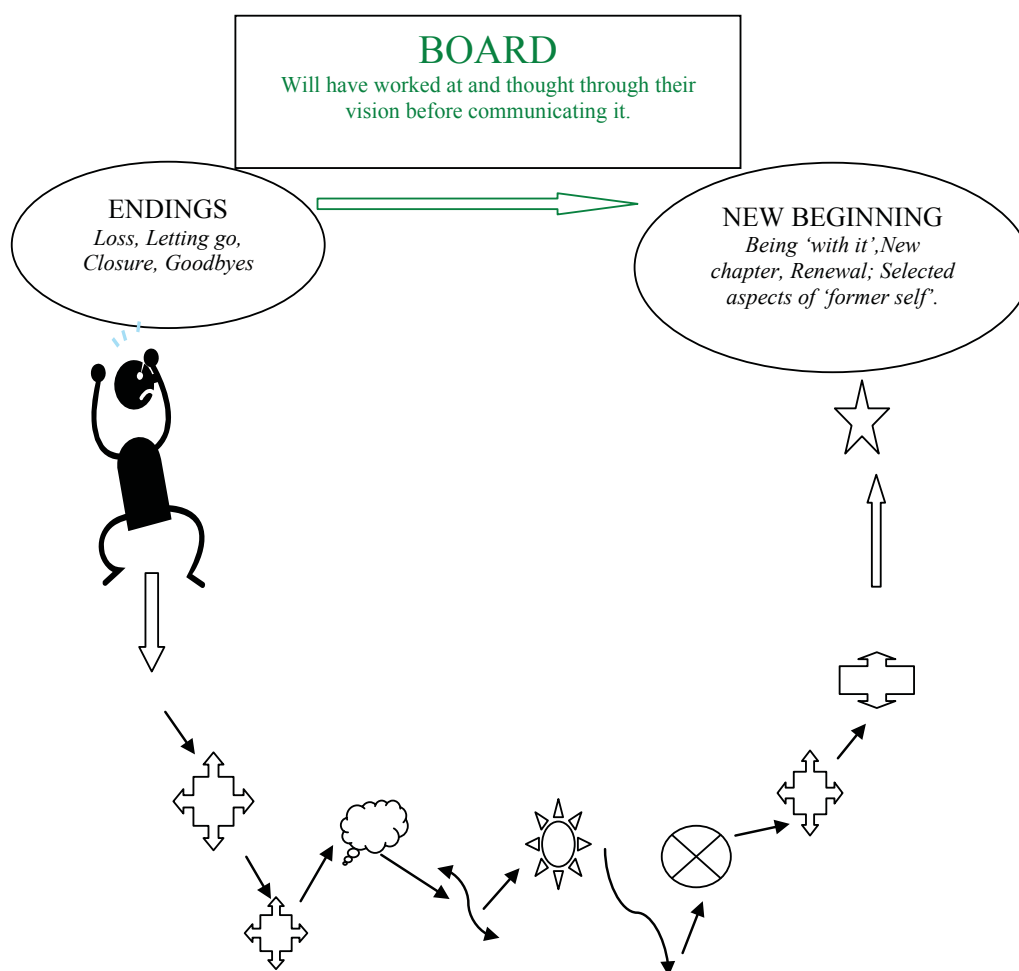 BOARD
Will have worked at and thought through their
vision before communicating it.
ENDINGS
Loss, Letting go,
Closure, Goodbyes
NEW BEGINNING
Being ‘with it’,New
chapter, Renewal; Selected
aspects of ‘former self’.